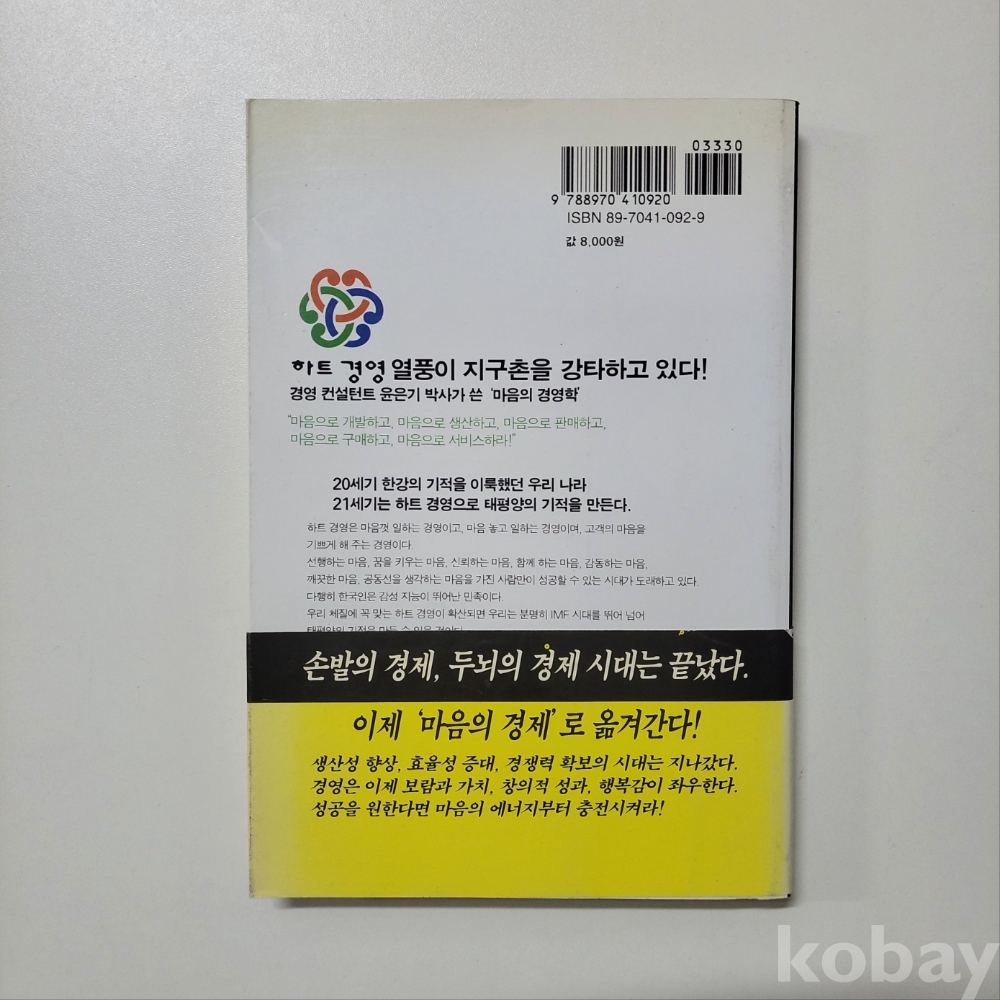 03330
9 788970 410920
ISBN 89-7041-092-9
값 8,000원
하트 경영 열풍이 지구촌을 강타하고 있다!
경영 컨설턴트 윤은기 박사가 쓴 '마음의 경영학'
"마음으로 개발하고, 마음으로 생산하고, 마음으로 판매하고,
마음으로 구매하고, 마음으로 서비스하라!"
20세기 한강의 기적을 이룩했던 우리 나라
21세기는 하트 경영으로 태평양의 기적을 만든다.
하트 경영은 마음껏 일하는 경영이고, 마음 놓고 일하는 경영이며, 고객의 마음을
기쁘게 해 주는 경영이다.
선행하는 마음, 꿈을 키우는 마음, 신뢰하는 마음, 함께 하는 마음, 감동하는 마음,
깨끗한 마음, 공동선을 생각하는 마음을 가진 사람만이 성공할 수 있는 시대가 도래하고 있다.
다행히 한국인은 감성 지능이 뛰어난 민족이다.
우리 체질에 꼭 맞는 하트 경영이 확산되면 우리는 분명히 IMF 시대를 뛰어 넘어
태평양의 기적을 만들 수 있을 것이다.
손발의 경제, 두뇌의 경제 시대는 끝났다.
이제 '마음의 경제'로 옮겨간다!
생산성 향상, 효율성 증대, 경쟁력 확보의 시대는 지나갔다.
경영은 이제 보람과 가치, 창의적 성과, 행복감이 좌우한다.
성공을 원한다면 마음의 에너지부터 충전시켜라!
kobay